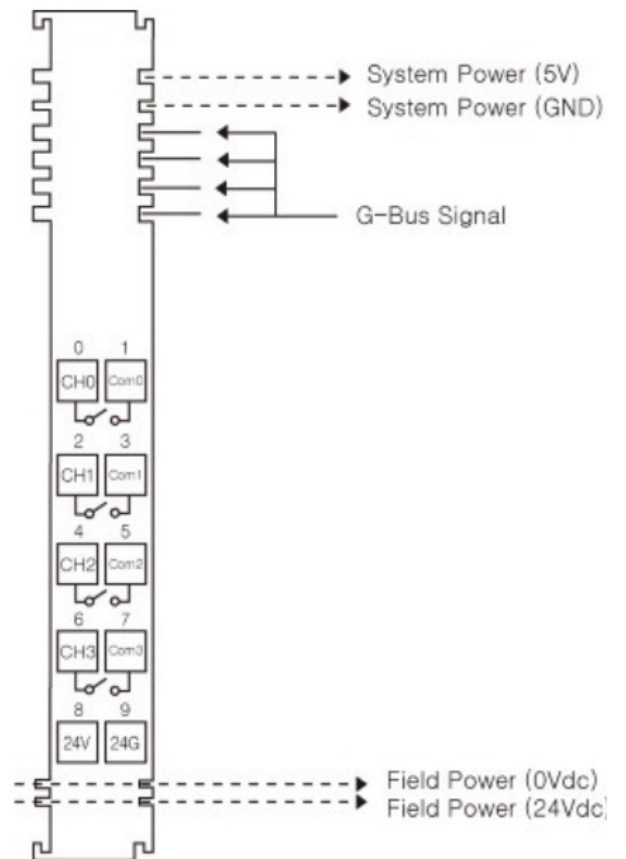 System Power (5V)
System Power (GND)
G-Bus Signal
0 1
CH0 Com0
2 3
CH1 Com1
4 5
CH2 Com2
6 7
CH3 Com3
8 9
24V 24G
Field Power (0Vdc)
Field Power (24Vdc)